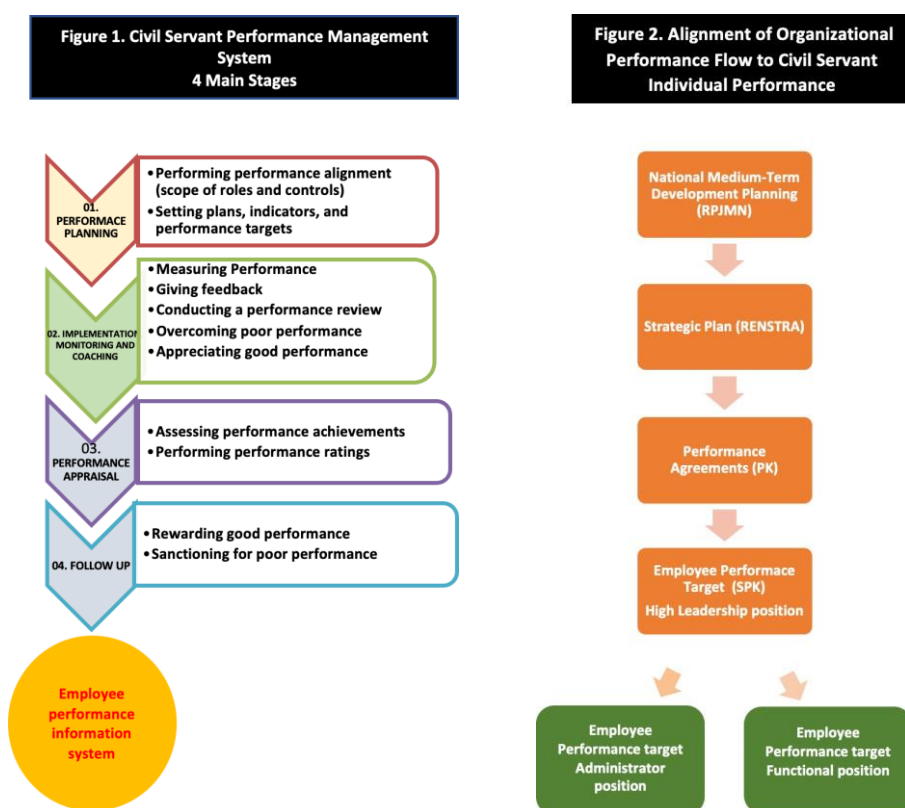 Figure 1. Civil Servant Performance Management
System
4 Main Stages
01.
PERFORMACE
PLANNING
• Performing performance alignment
(scope of roles and controls)
• Setting plans, indicators, and
performance targets
02. IMPLEMENTATION
MONITORING AND
COACHING
• Measuring Performance
• Giving feedback
• Conducting a performance review
• Overcoming poor performance
• Appreciating good performance
03.
PERFORMANCE
APPRAISAL
• Assessing performance achievements
• Performing performance ratings
04. FOLLOW UP
• Rewarding good performance
• Sanctioning for poor performance
Employee
performance
information
system
Figure 2. Alignment of Organizational
Performance Flow to Civil Servant
Individual Performance
National Medium-Term
Development Planning
(RPJMN)
Strategic Plan (RENSTRA)
Performance
Agreements (PK)
Employee Performace
Target (SPK)
High Leadership position
Employee
Performance target
Administrator
position
Employee
Performance target
Functional position